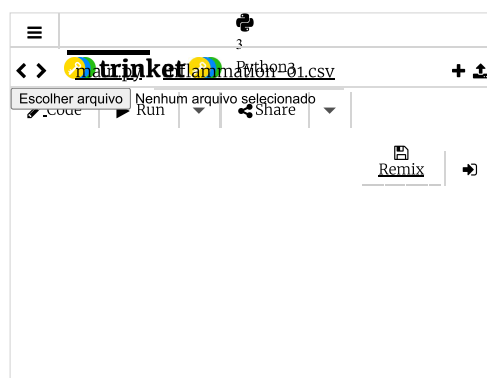 3
Python3
trinket
main.py inflammation-01.csv
Escolher arquivo Nenhum arquivo selecionado
Code Run Share
Remix